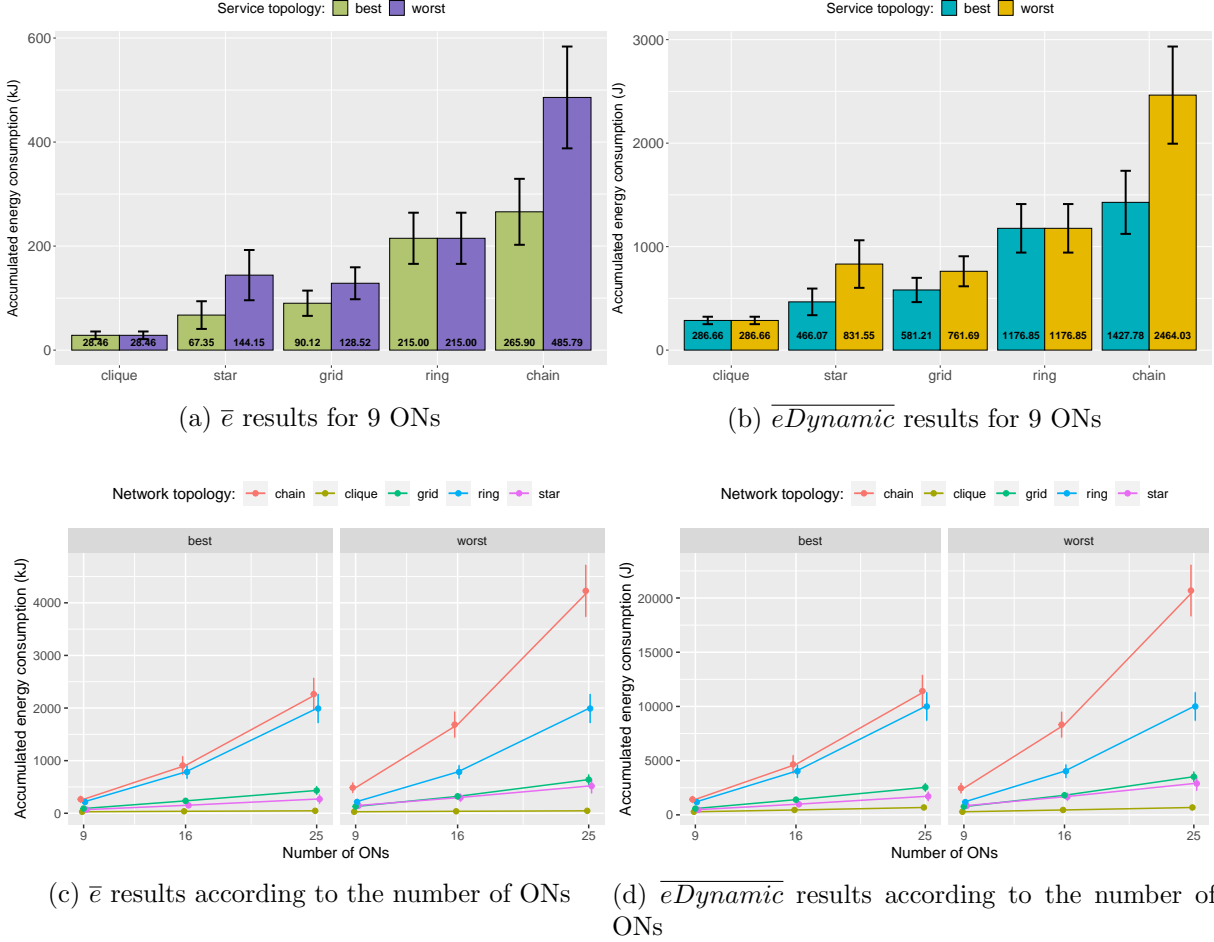 Service topology: best worst
Accumulated energy consumption (kJ)
600
400
200
0
28.46 28.46 67.35 144.15 90.12 128.52 215.00 215.00 265.90 485.79
clique star grid ring chain
(a) e̅ results for 9 ONs
Service topology: best worst
Accumulated energy consumption (J)
3000
2000
1000
0
286.66 286.66 466.07 831.55 581.21 761.69 1176.85 1176.85 1427.78 2464.03
clique star grid ring chain
(b) eDynamic results for 9 ONs
Network topology: chain clique grid ring star
best worst
Accumulated energy consumption (kJ)
4000
3000
2000
1000
0
9 16 25 9 16 25
Number of ONs
(c) e̅ results according to the number of ONs
Network topology: chain clique grid ring star
best worst
Accumulated energy consumption (J)
20000
17500
15000
12500
10000
7500
5000
2500
0
9 16 25 9 16 25
Number of ONs
(d) eDynamic results according to the number of
ONs